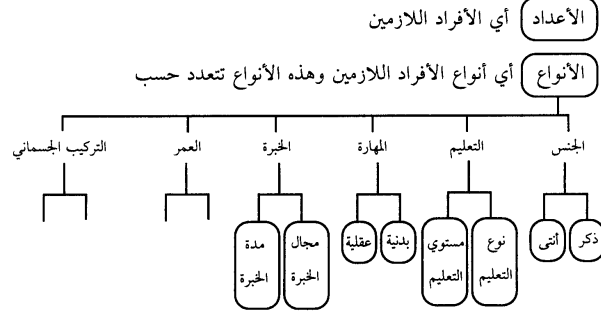 الأعداد أي الأفراد اللازمين
الأنواع أي أنواع الأفراد اللازمين وهذه الأنواع تتعدد حسب
الجنس التعليم المهارة الخبرة العمر التركيب الجسماني
ذكر أنثى نوع التعليم مستوي التعليم بدنية عقلية مجال الخبرة مدة الخبرة